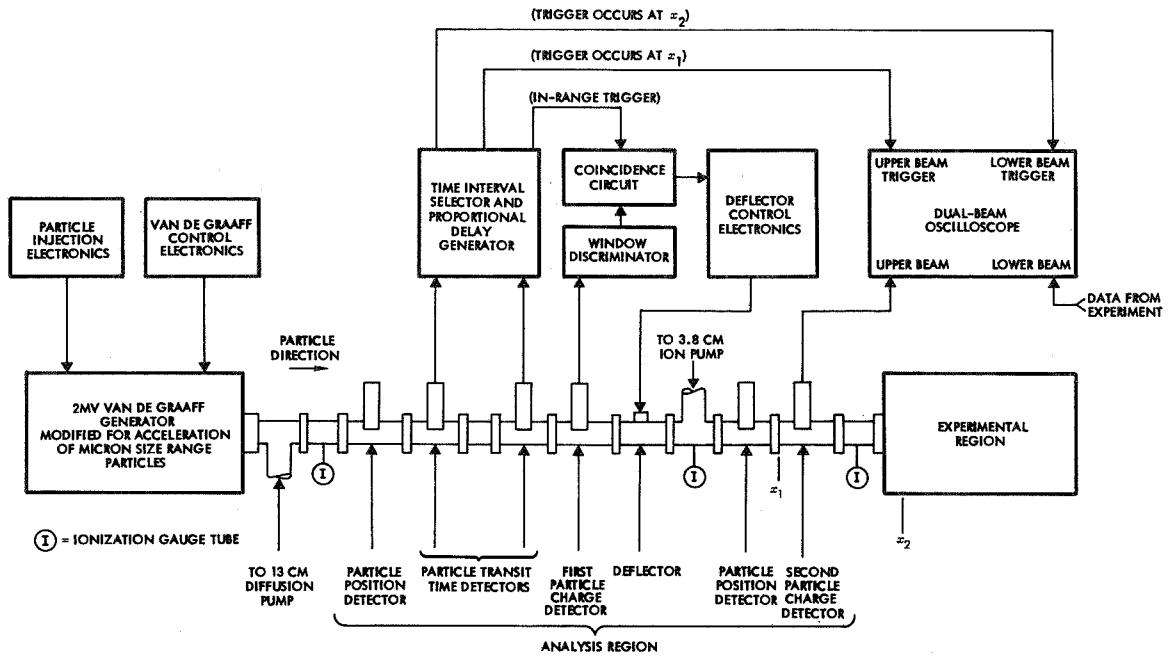 (TRIGGER OCCURS AT x2)
(TRIGGER OCCURS AT x1)
(IN-RANGE TRIGGER)
PARTICLE
INJECTION
ELECTRONICS
VAN DE GRAAFF
CONTROL
ELECTRONICS
TIME INTERVAL
SELECTOR AND
PROPORTIONAL
DELAY
GENERATOR
COINCIDENCE
CIRCUIT
WINDOW
DISCRIMINATOR
DEFLECTOR
CONTROL
ELECTRONICS
UPPER BEAM
TRIGGER
LOWER BEAM
TRIGGER
DUAL-BEAM
OSCILLOSCOPE
UPPER BEAM
LOWER BEAM
DATA FROM
EXPERIMENT
PARTICLE
DIRECTION
TO 3.8 CM
ION PUMP
2MV VAN DE GRAAFF
GENERATOR
MODIFIED FOR ACCELERATION
OF MICRON SIZE RANGE
PARTICLES
EXPERIMENTAL
REGION
I
I
I
x1
x2
I = IONIZATION GAUGE TUBE
TO 13 CM
DIFFUSION
PUMP
PARTICLE
POSITION
DETECTOR
PARTICLE TRANSIT
TIME DETECTORS
FIRST
PARTICLE
CHARGE
DETECTOR
DEFLECTOR
PARTICLE
POSITION
DETECTOR
SECOND
PARTICLE
CHARGE
DETECTOR
ANALYSIS REGION